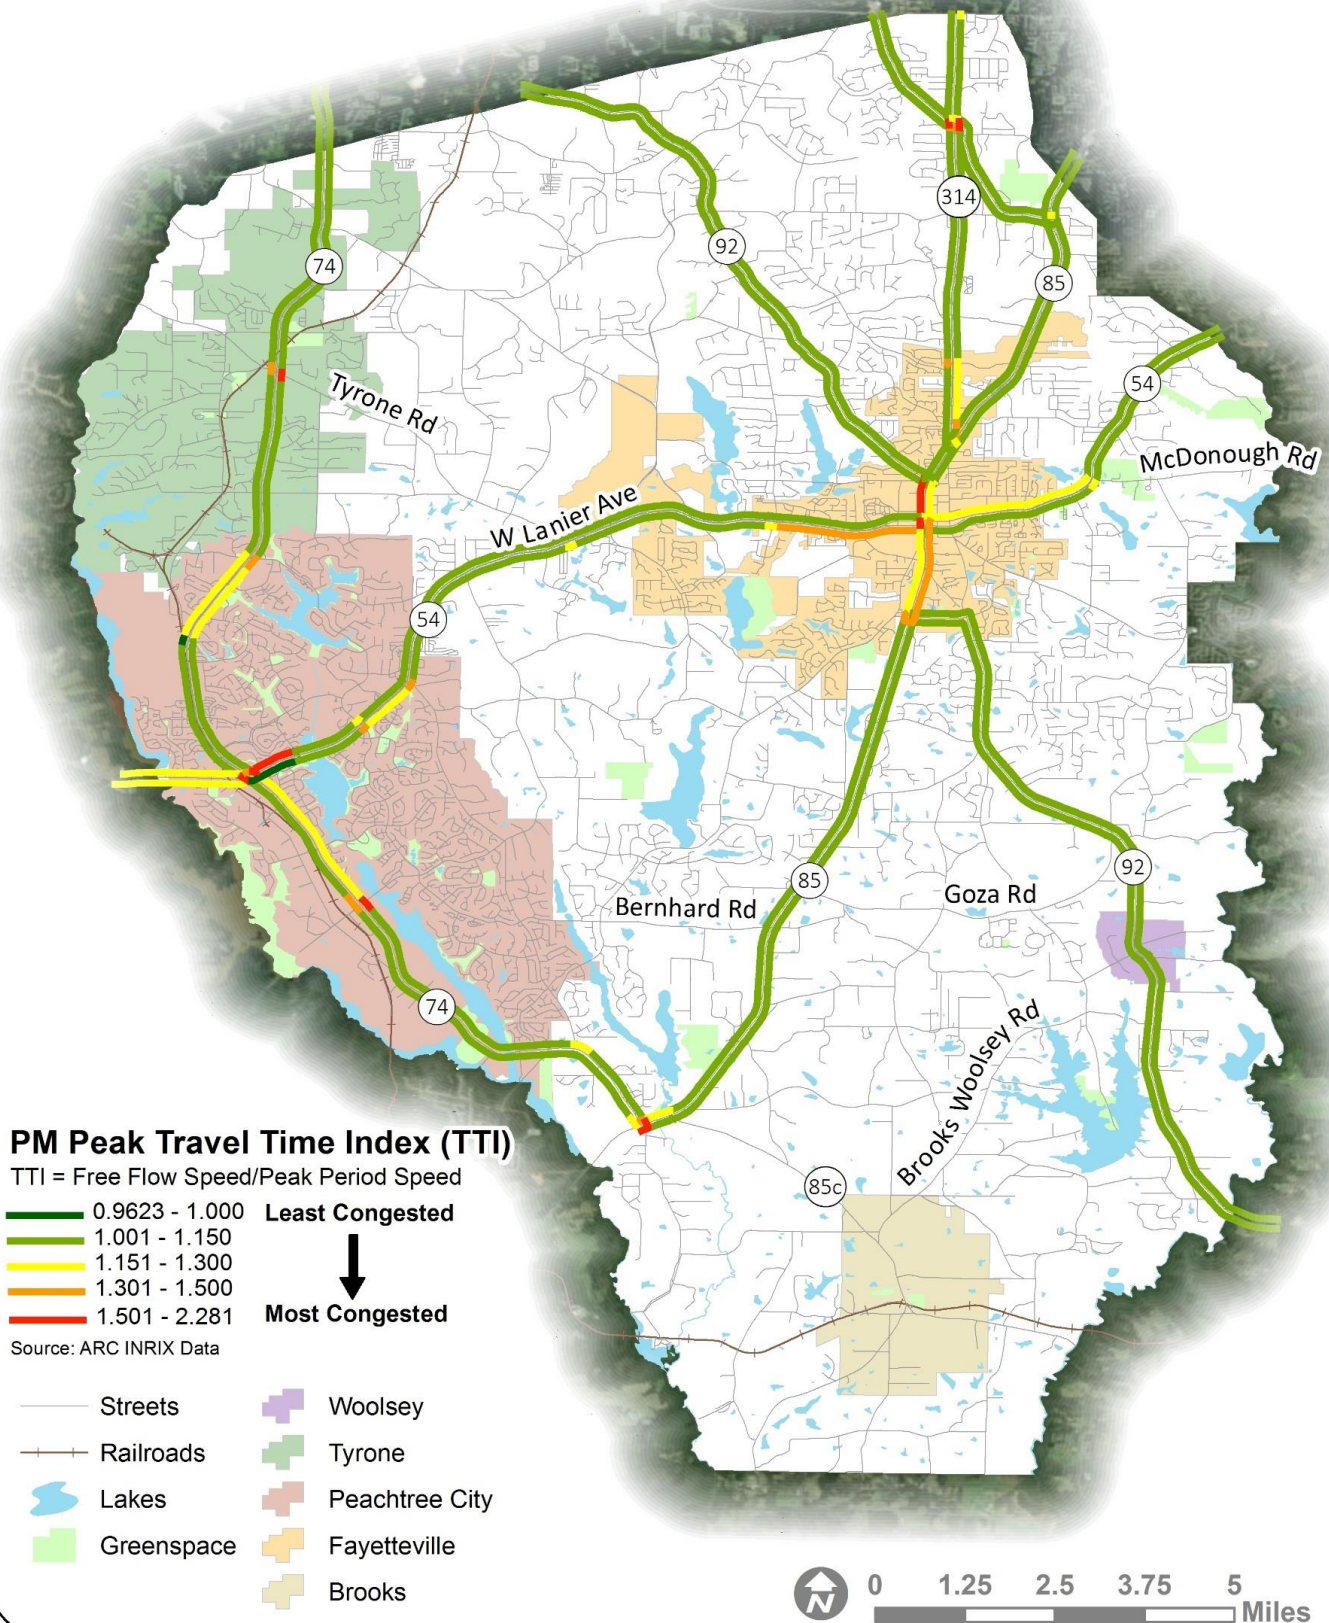 314
92
74
85
54
Tyrone Rd
McDonough Rd
W Lanier Ave
54
92
85
Goza Rd
Bernhard Rd
74
Brooks Woolsey Rd
85c
PM Peak Travel Time Index (TTI)
TTI = Free Flow Speed/Peak Period Speed
0.9623 - 1.000 Least Congested
1.001 - 1.150
1.151 - 1.300
1.301 - 1.500
1.501 - 2.281 Most Congested
Source: ARC INRIX Data
Streets
Railroads
Lakes
Greenspace
Woolsey
Tyrone
Peachtree City
Fayetteville
Brooks
N
0 1.25 2.5 3.75 5
Miles